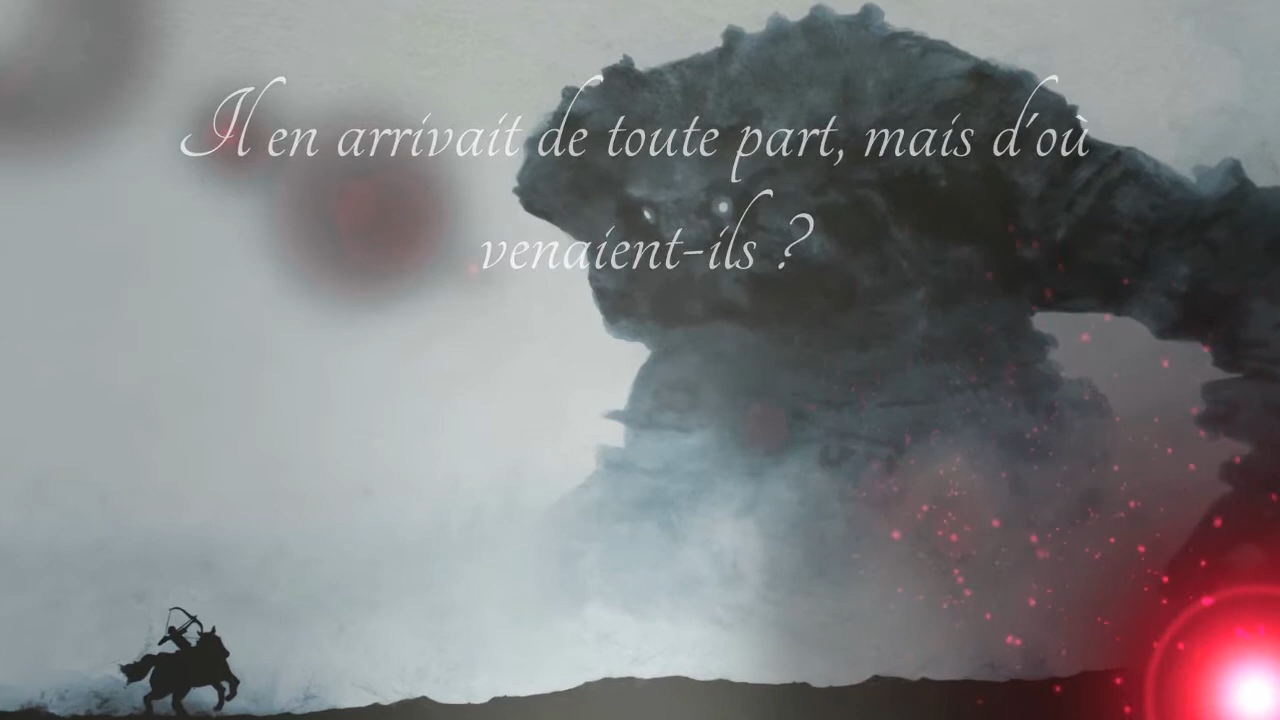 Il en arrivait de toute part, mais d'où
venaient-ils ?